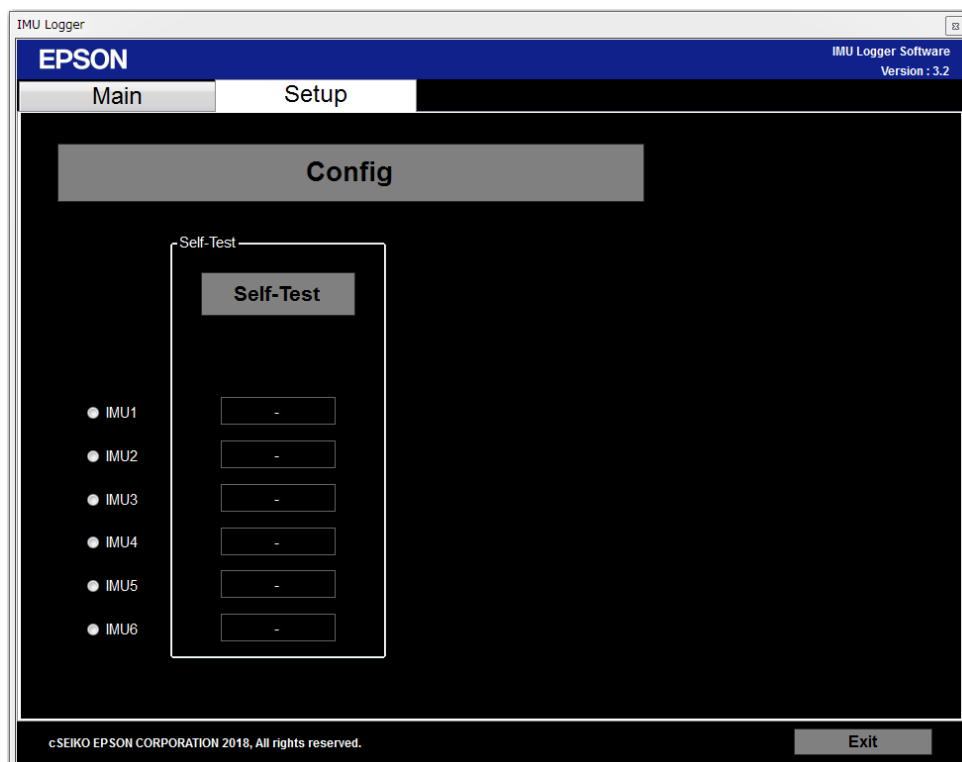 IMU Logger
EPSON
IMU Logger Software
Version : 3.2
Main
Setup
Config
Self-Test
Self-Test
IMU1 -
IMU2 -
IMU3 -
IMU4 -
IMU5 -
IMU6 -
cSEIKO EPSON CORPORATION 2018, All rights reserved.
Exit